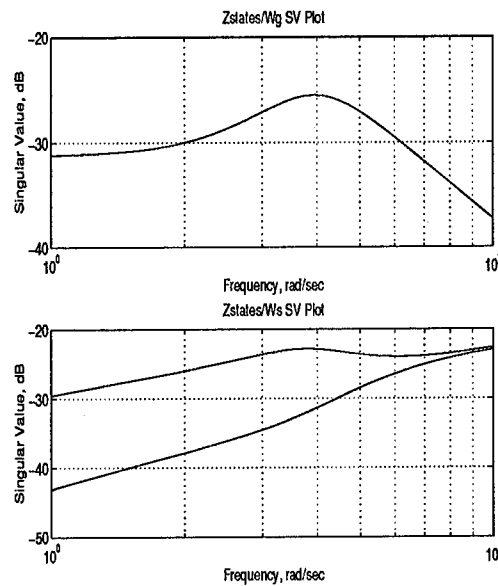 Zstates/Wg SV Plot
-20
-30
-40
Singular Value, dB
10^0
10^1
Frequency, rad/sec
Zstates/Ws SV Plot
-20
-30
-40
-50
Singular Value, dB
10^0
Frequency, rad/sec